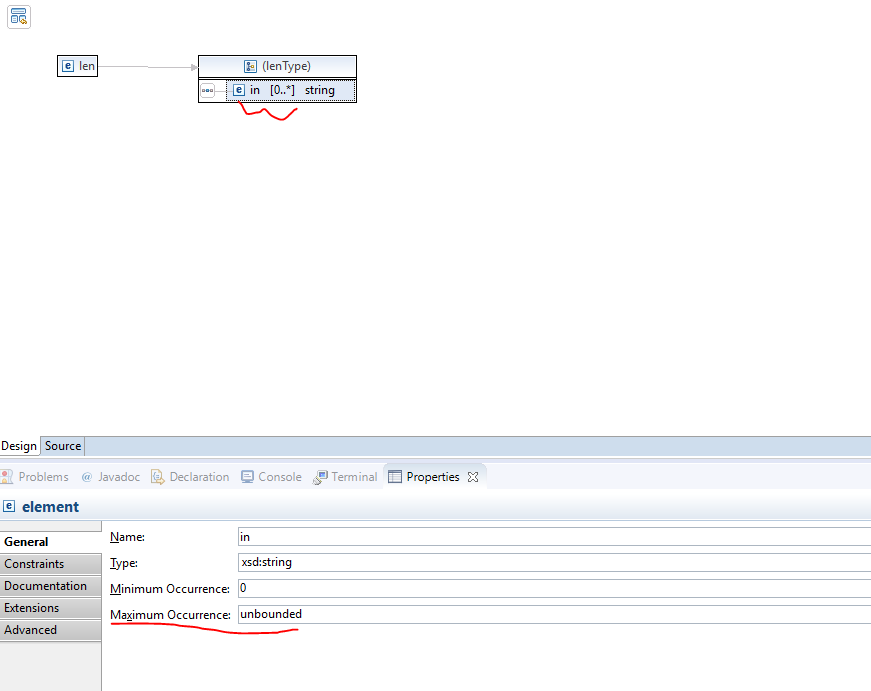 e len
(lenType)
e in [0..*] string
Design Source
Problems @ Javadoc Declaration Console Terminal Properties
e element
General
Constraints
Documentation
Extensions
Advanced
Name: in
Type: xsd:string
Minimum Occurrence: 0
Maximum Occurrence: unbounded